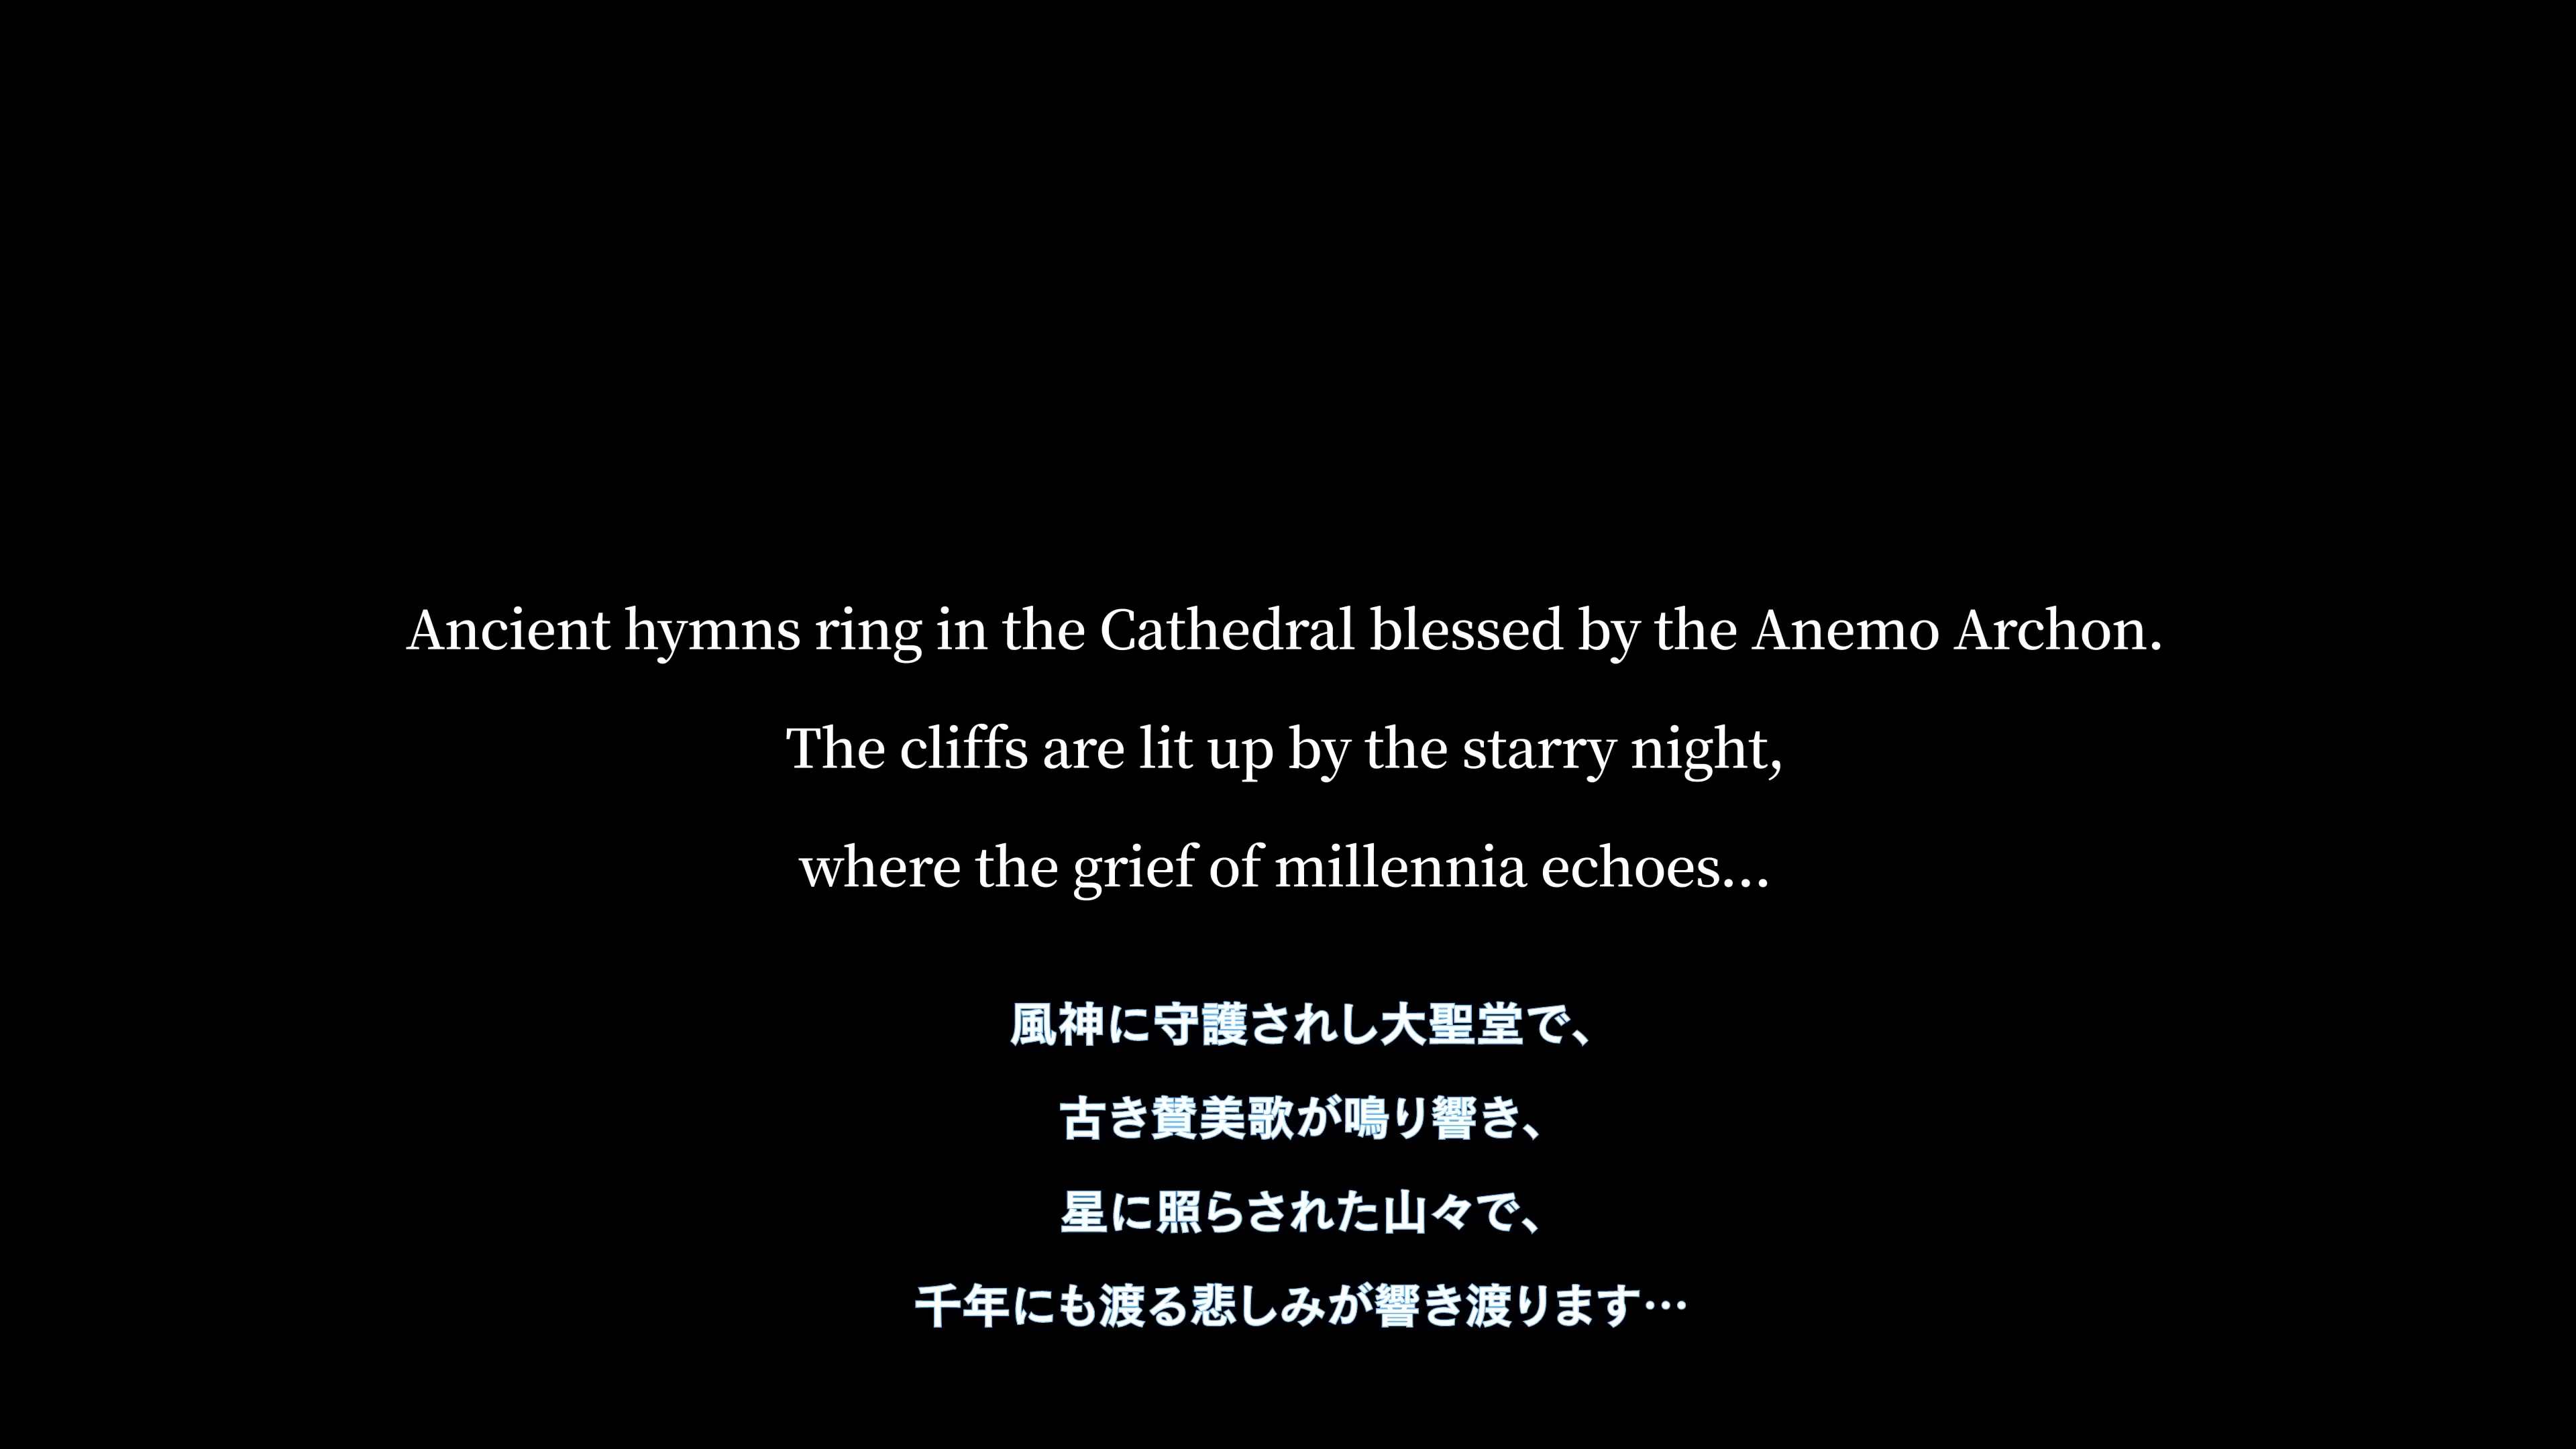 Ancient hymns ring in the Cathedral blessed by the Anemo Archon.
The cliffs are lit up by the starry night,
where the grief of millennia echoes...
風神に守護されし大聖堂で、
古き賛美歌が鳴り響き、
星に照らされた山々で、
千年にも渡る悲しみが響き渡ります…